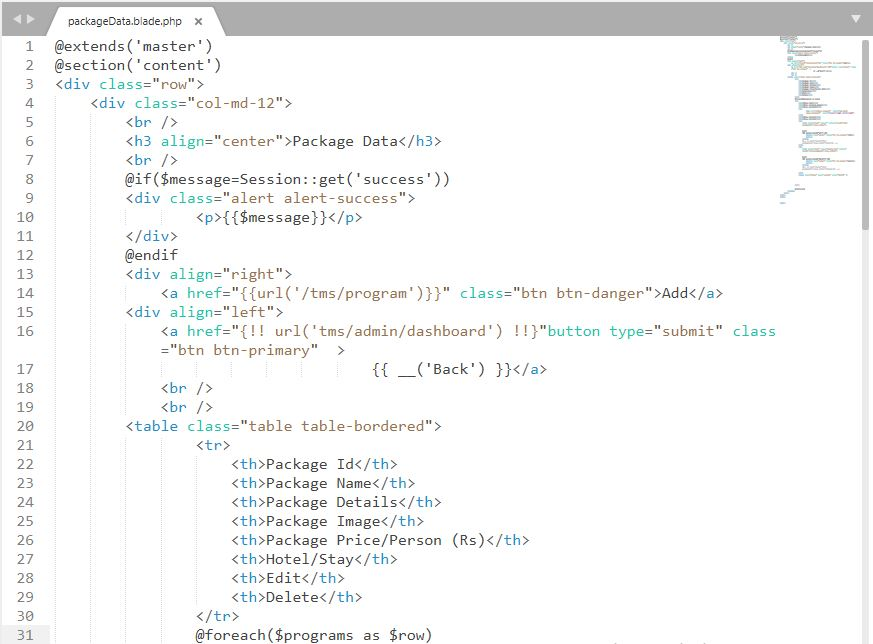 packageData.blade.php ×
1 @extends('master')
2 @section('content')
3 <div class="row">
4 <div class="col-md-12">
5 <br />
6 <h3 align="center">Package Data</h3>
7 <br />
8 @if($message=Session::get('success'))
9 <div class="alert alert-success">
10 <p>{{$message}}</p>
11 </div>
12 @endif
13 <div align="right">
14 <a href="{{url('/tms/program')}}" class="btn btn-danger">Add</a>
15 <div align="left">
16 <a href="{!! url('tms/admin/dashboard') !!}"button type="submit" class
="btn btn-primary"  >
17 {{ __('Back') }}</a>
18 <br />
19 <br />
20 <table class="table table-bordered">
21 <tr>
22 <th>Package Id</th>
23 <th>Package Name</th>
24 <th>Package Details</th>
25 <th>Package Image</th>
26 <th>Package Price/Person (Rs)</th>
27 <th>Hotel/Stay</th>
28 <th>Edit</th>
29 <th>Delete</th>
30 </tr>
31 @foreach($programs as $row)